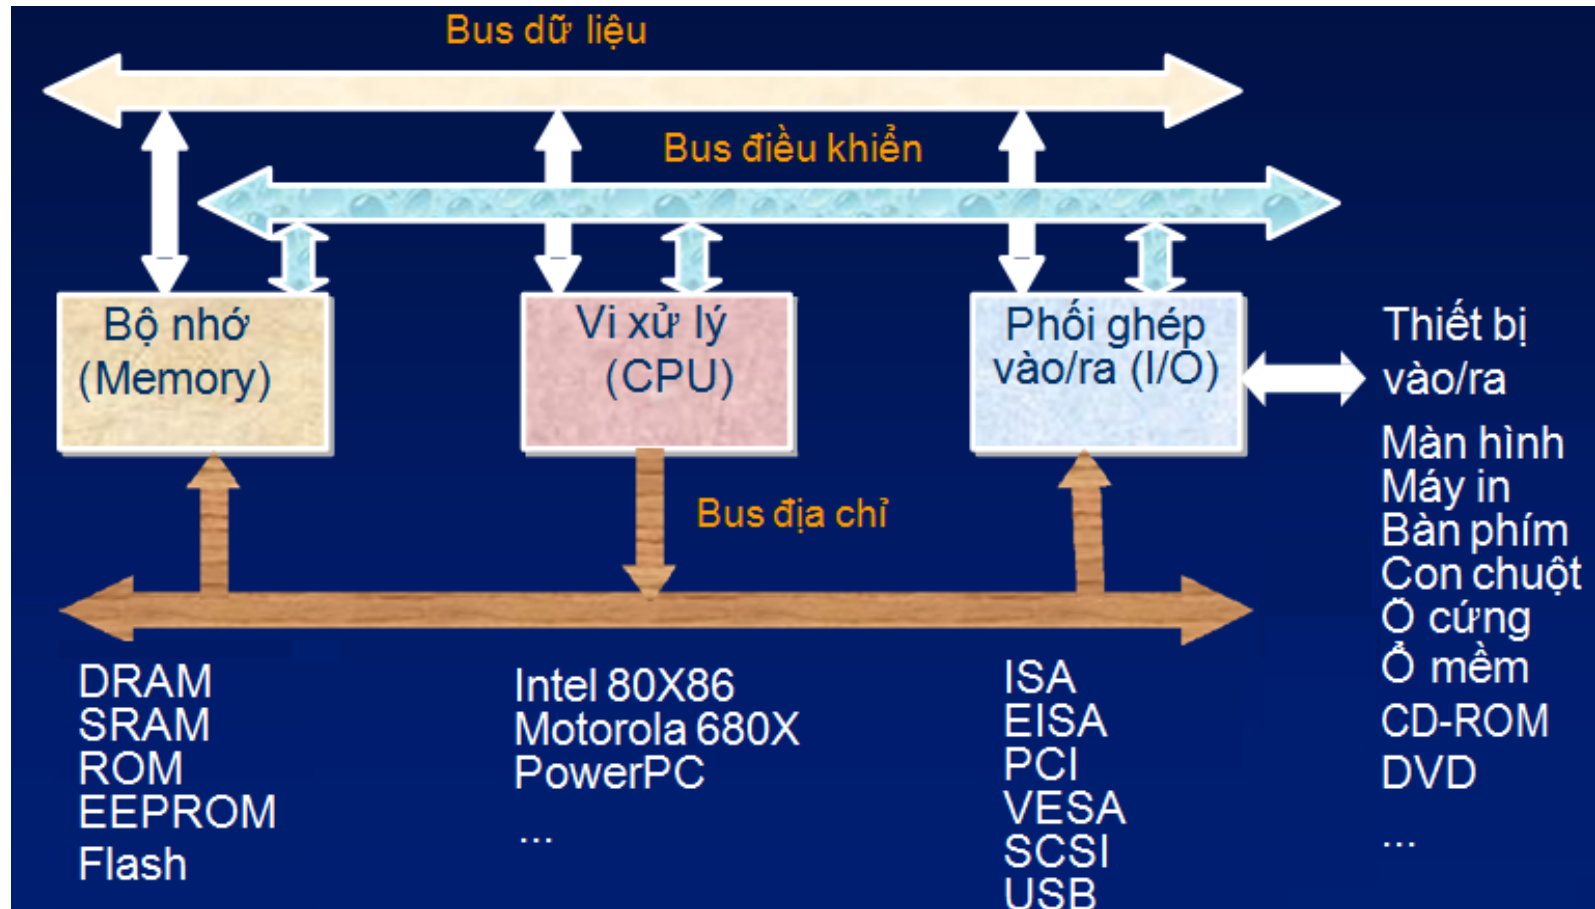 Bus dữ liệu
Bus điều khiển
Bộ nhớ
(Memory)
Vi xử lý
(CPU)
Phối ghép
vào/ra (I/O)
Thiết bị
vào/ra
Màn hình
Máy in
Bàn phím
Con chuột
Ổ cứng
Ổ mềm
CD-ROM
DVD
...
Bus địa chỉ
DRAM
SRAM
ROM
EEPROM
Flash
Intel 80X86
Motorola 680X
PowerPC
...
ISA
EISA
PCI
VESA
SCSI
USB